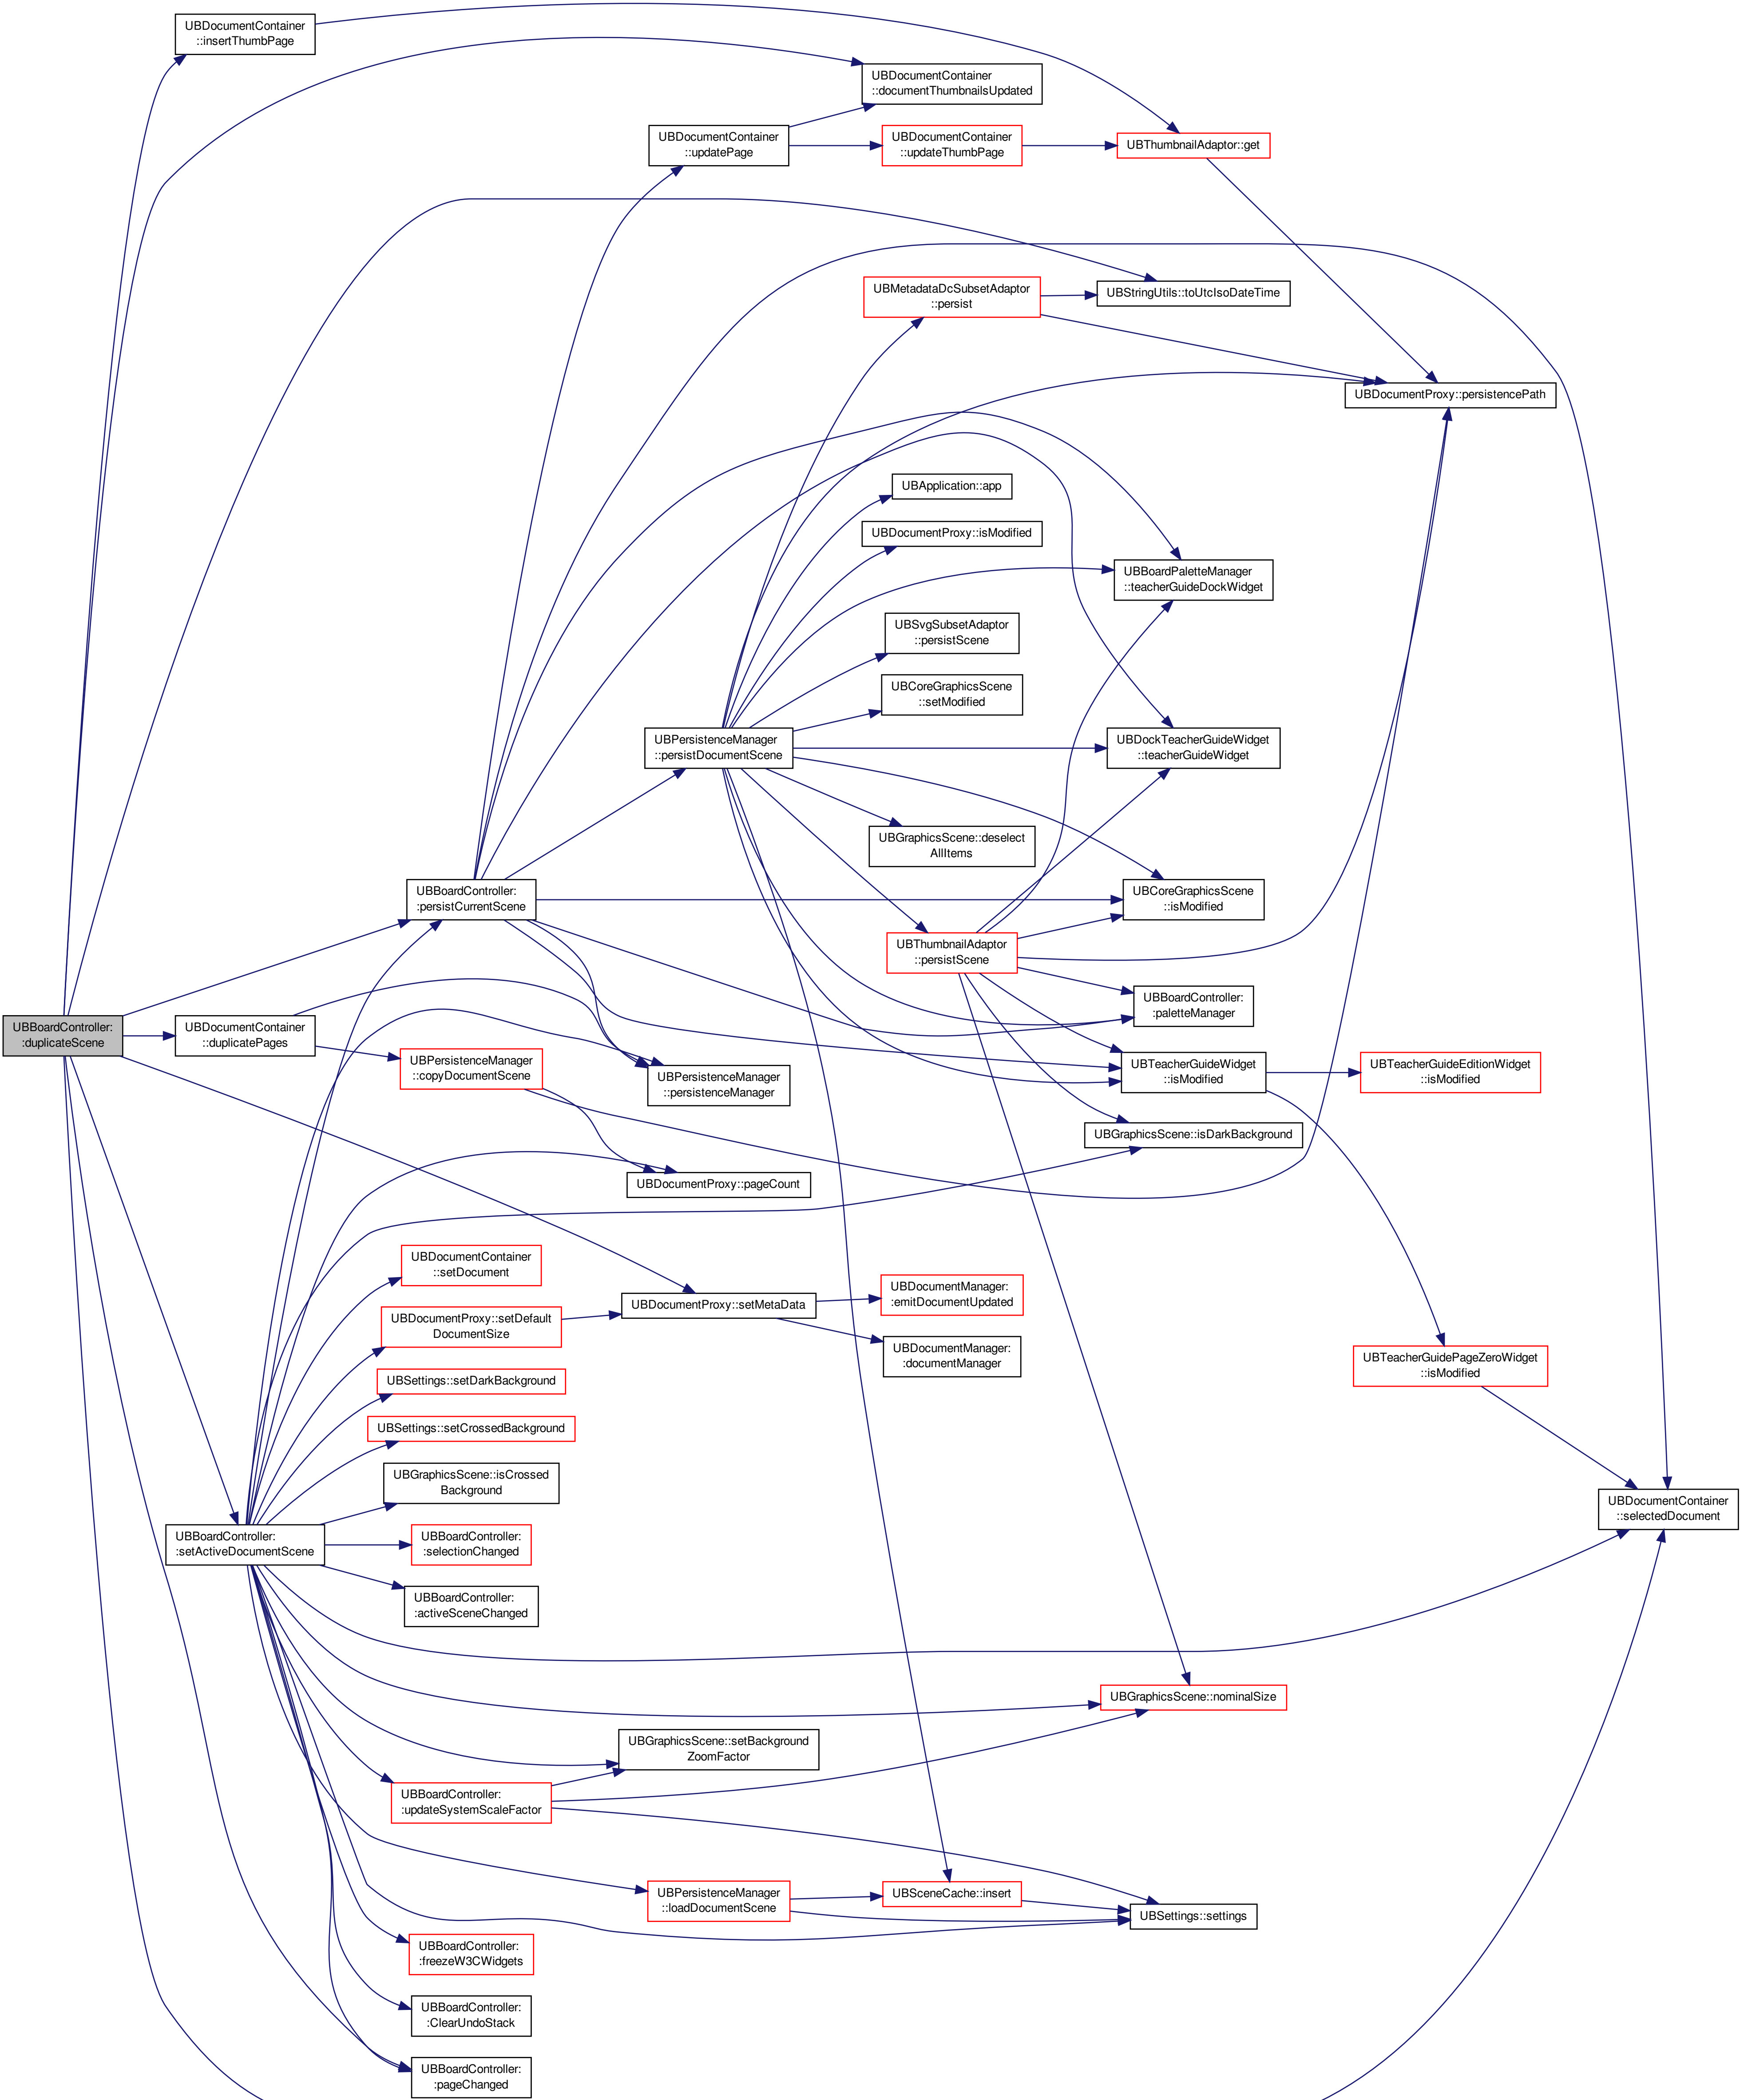 UBDocumentContainer
::insertThumbPage
UBDocumentContainer
::documentThumbnailsUpdated
UBDocumentContainer
::updatePage
UBDocumentContainer
::updateThumbPage
UBThumbnailAdaptor::get
UBMetadataDcSubsetAdaptor
::persist
UBStringUtils::toUtcIsoDateTime
UBDocumentProxy::persistencePath
UBApplication::app
UBDocumentProxy::isModified
UBBoardPaletteManager
::teacherGuideDockWidget
UBSvgSubsetAdaptor
::persistScene
UBCoreGraphicsScene
::setModified
UBPersistenceManager
::persistDocumentScene
UBDockTeacherGuideWidget
::teacherGuideWidget
UBGraphicsScene::deselect
AllItems
UBBoardController:
:persistCurrentScene
UBCoreGraphicsScene
::isModified
UBThumbnailAdaptor
::persistScene
UBBoardController:
:paletteManager
UBBoardController:
:duplicateScene
UBDocumentContainer
::duplicatePages
UBPersistenceManager
::copyDocumentScene
UBPersistenceManager
::persistenceManager
UBTeacherGuideWidget
::isModified
UBTeacherGuideEditionWidget
::isModified
UBGraphicsScene::isDarkBackground
UBDocumentProxy::pageCount
UBDocumentContainer
::setDocument
UBDocumentProxy::setDefault
DocumentSize
UBDocumentProxy::setMetaData
UBDocumentManager:
:emitDocumentUpdated
UBDocumentManager:
:documentManager
UBTeacherGuidePageZeroWidget
::isModified
UBSettings::setDarkBackground
UBSettings::setCrossedBackground
UBGraphicsScene::isCrossed
Background
UBDocumentContainer
::selectedDocument
UBBoardController:
:setActiveDocumentScene
UBBoardController:
:selectionChanged
UBBoardController:
:activeSceneChanged
UBGraphicsScene::nominalSize
UBGraphicsScene::setBackground
ZoomFactor
UBBoardController:
:updateSystemScaleFactor
UBPersistenceManager
::loadDocumentScene
UBSceneCache::insert
UBSettings::settings
UBBoardController:
:freezeW3CWidgets
UBBoardController:
:ClearUndoStack
UBBoardController:
:pageChanged